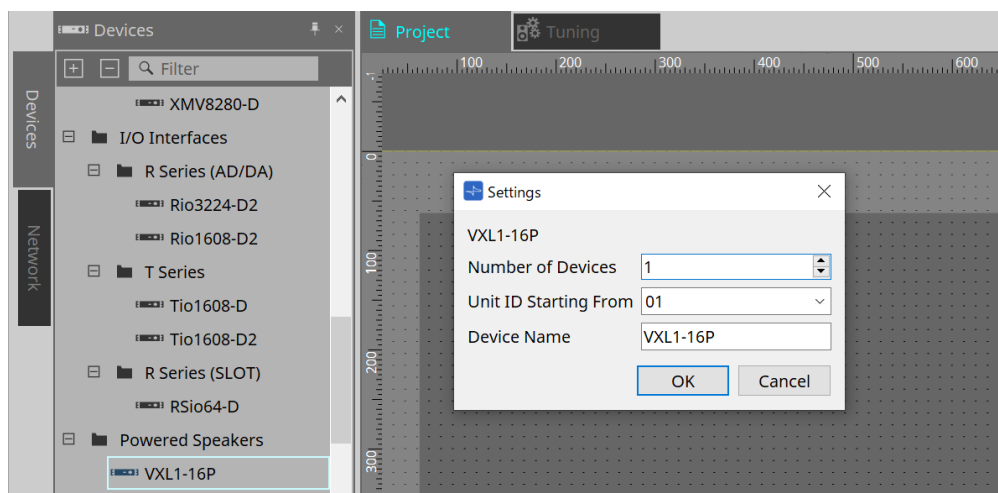 Devices
Filter
Devices
Network
XMV8280-D
I/O Interfaces
R Series (AD/DA)
Rio3224-D2
Rio1608-D2
T Series
Tio1608-D
Tio1608-D2
R Series (SLOT)
RSio64-D
Powered Speakers
VXL1-16P
Project
Tuning
100
200
300
400
500
600
-1
0
100
200
300
Settings
VXL1-16P
Number of Devices 1
Unit ID Starting From 01
Device Name VXL1-16P
OK Cancel